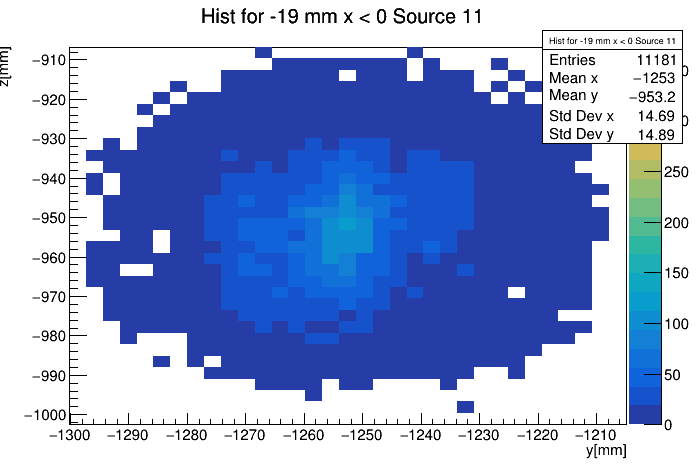 Hist for -19 mm x < 0 Source 11
Hist for -19 mm x < 0 Source 11
Entries 11181
Mean x −1253
Mean y −953.2
Std Dev x 14.69
Std Dev y 14.89
z[mm]
−910
−920
−930
−940
−950
−960
−970
−980
−990
−1000
−1300 −1290 −1280 −1270 −1260 −1250 −1240 −1230 −1220 −1210
y[mm]
250
200
150
100
50
0